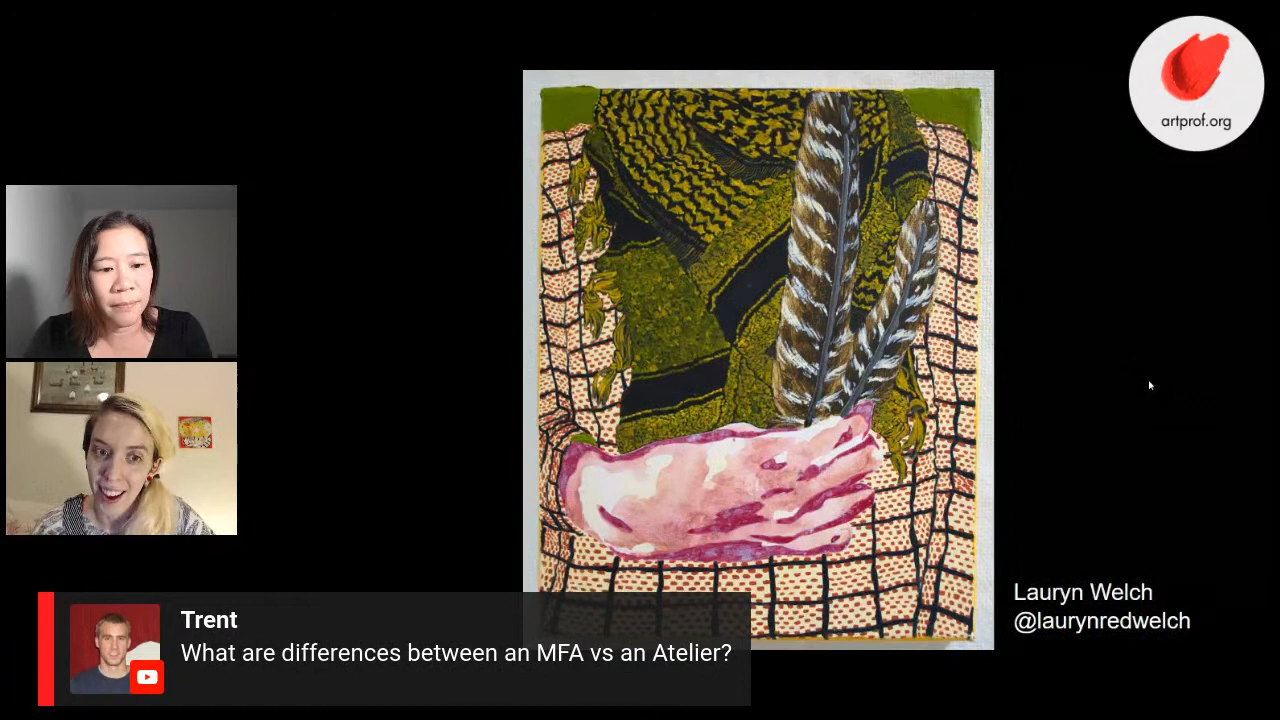 artprof.org
Lauryn Welch
@laurynredwelch
Trent
What are differences between an MFA vs an Atelier?